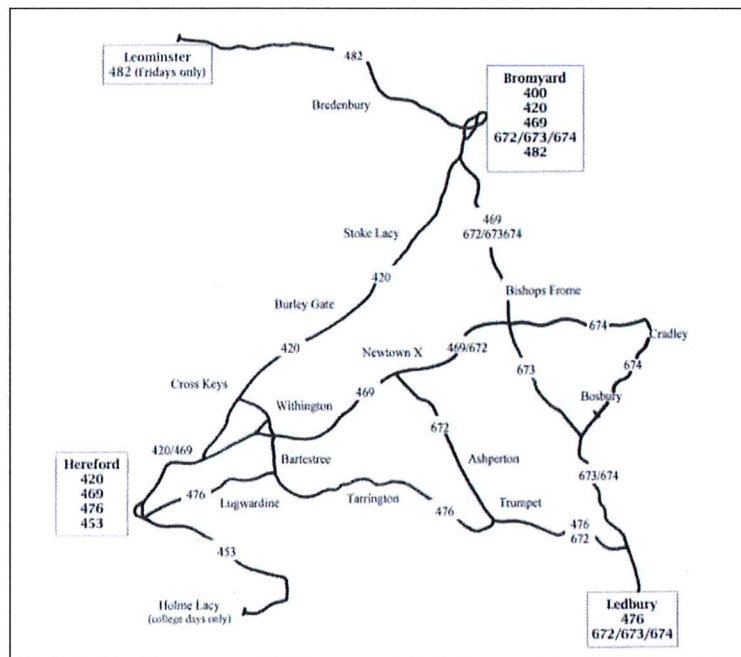 Leominster
482 (Fridays only)
482
Bredenbury
Bromyard
400
420
469
672/673/674
482
469
672/673674
Stoke Lacy
420
Bishops Frome
Burley Gate
674
Cradley
Newtown X
469/672
420
673
674
Cross Keys
469
Bosbury
Withington
672
420/469
Bartestree
Ashperton
Hereford
420
469
476
453
476
Lugwardine
Tarrington
476
Trumpet
673/674
476
672
453
Holme Lacy
(college days only)
Ledbury
476
672/673/674